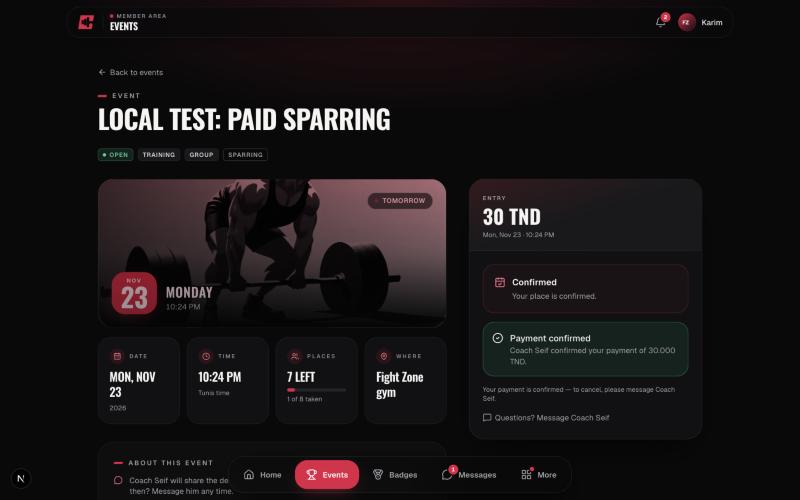 MEMBER AREA
EVENTS
2
FZ
Karim
← Back to events
EVENT
LOCAL TEST: PAID SPARRING
OPEN
TRAINING
GROUP
SPARRING
TOMORROW
NOV
23
MONDAY
10:24 PM
DATE
MON, NOV
23
2026
TIME
10:24 PM
Tunis time
PLACES
7 LEFT
1 of 8 taken
WHERE
Fight Zone
gym
ENTRY
30 TND
Mon, Nov 23 · 10:24 PM
Confirmed
Your place is confirmed.
Payment confirmed
Coach Seif confirmed your payment of 30.000
TND.
Your payment is confirmed — to cancel, please message Coach
Seif.
Questions? Message Coach Seif
ABOUT THIS EVENT
Coach Seif will share the de
then? Message him any time.
N
Home
Events
Badges
1
Messages
More